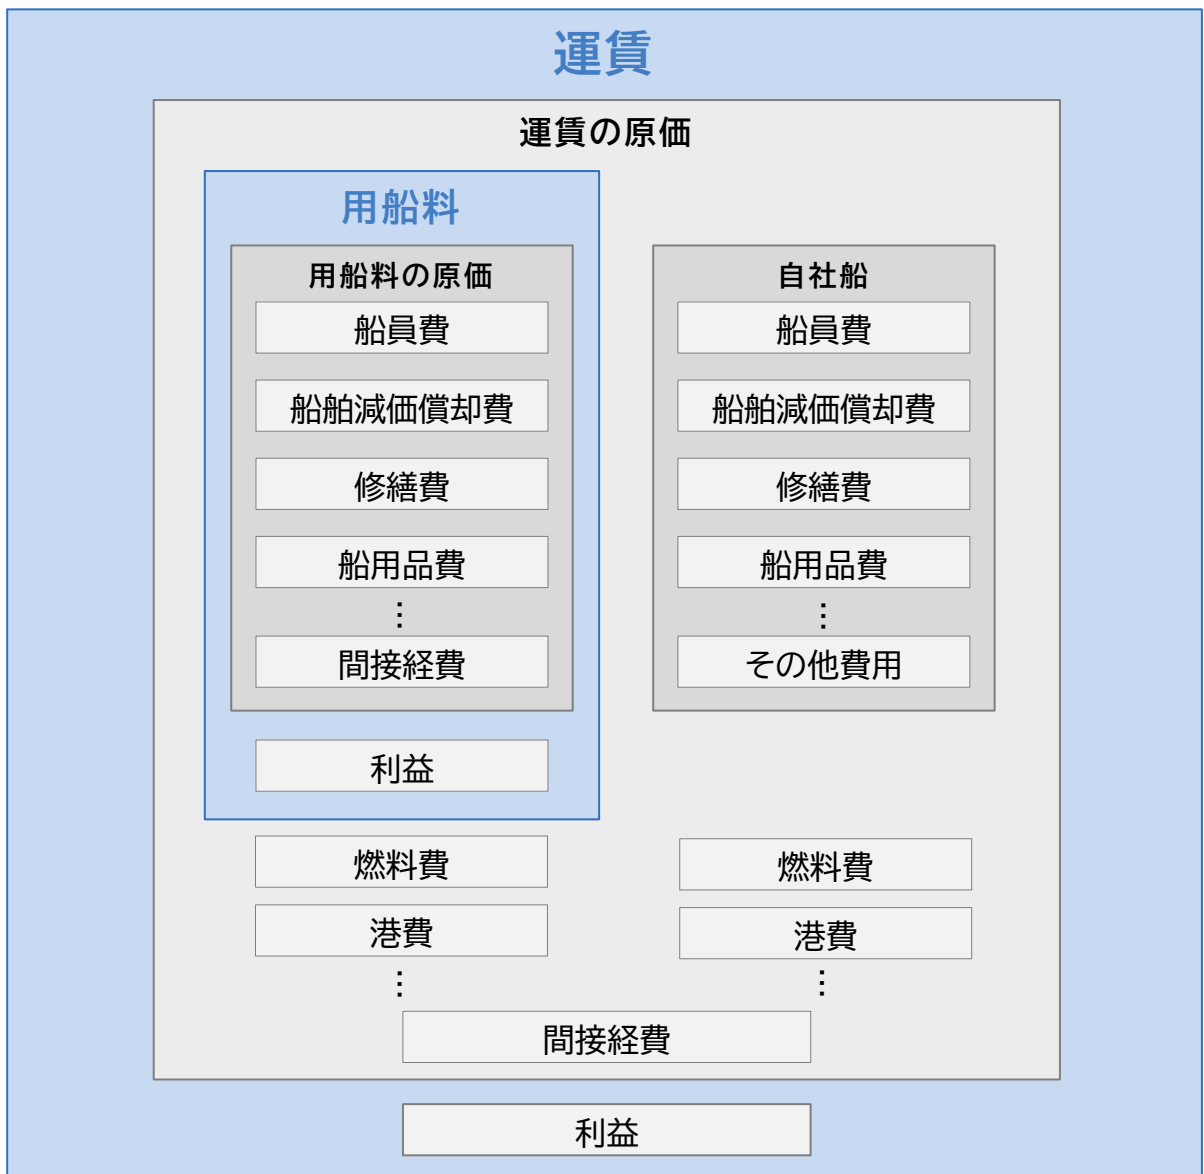 運賃
運賃の原価
用船料
用船料の原価
船員費
船舶減価償却費
修繕費
船用品費
⋮
間接経費
利益
燃料費
港費
⋮
自社船
船員費
船舶減価償却費
修繕費
船用品費
⋮
その他費用
燃料費
港費
⋮
間接経費
利益